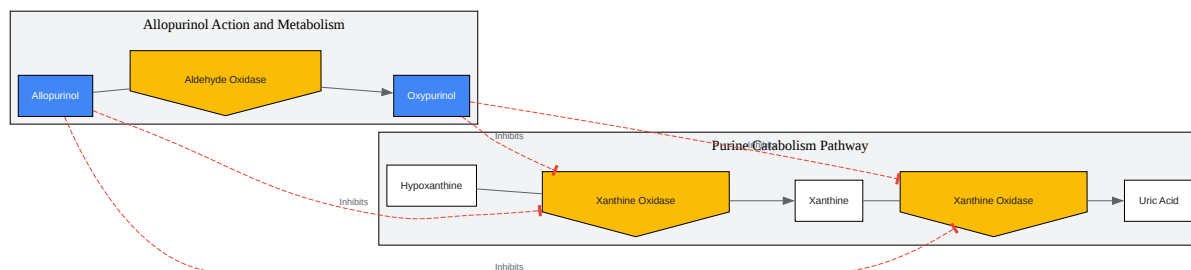 Allopurinol Action and Metabolism
Aldehyde Oxidase
Allopurinol
Oxypurinol
Inhibits
Inhibits
Purine Catabolism Pathway
Hypoxanthine
Inhibits
Xanthine Oxidase
Xanthine
Xanthine Oxidase
Uric Acid
Inhibits